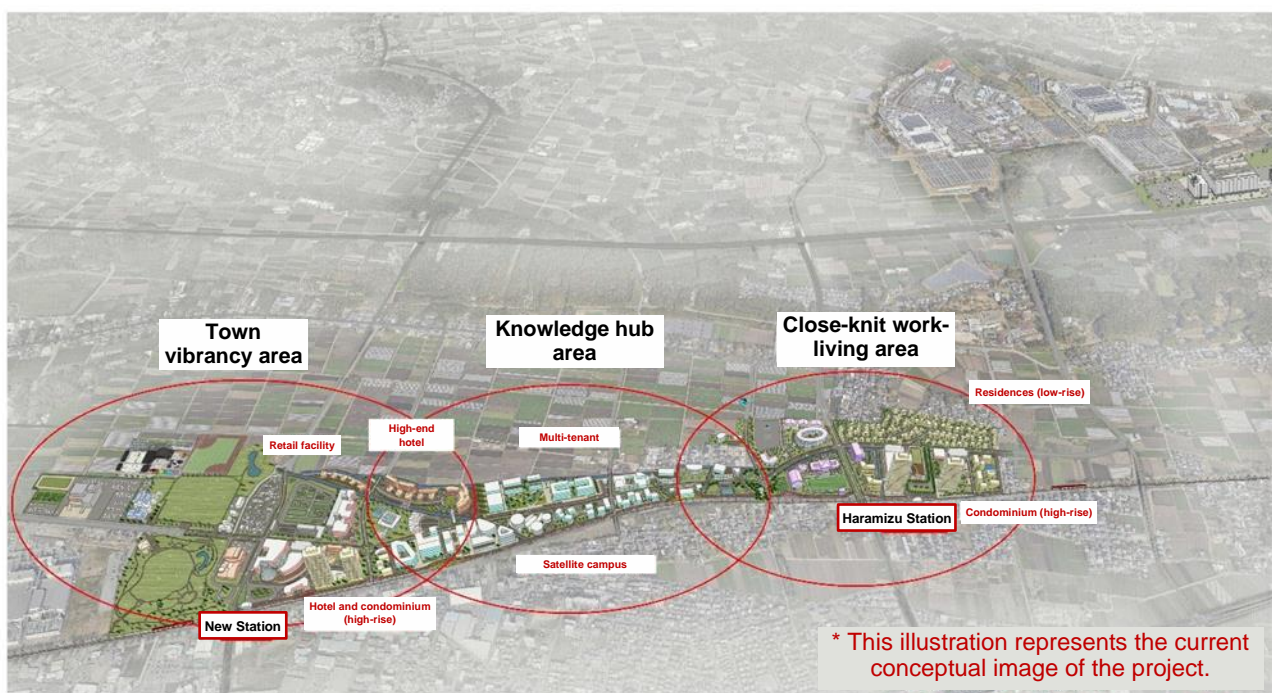 Town
vibrancy area
Knowledge hub
area
Close-knit work-
living area
Residences (low-rise)
High-end
hotel
Retail facility
Multi-tenant
Haramizu Station
Condominium (high-rise)
Satellite campus
Hotel and condominium
(high-rise)
New Station
* This illustration represents the current
conceptual image of the project.